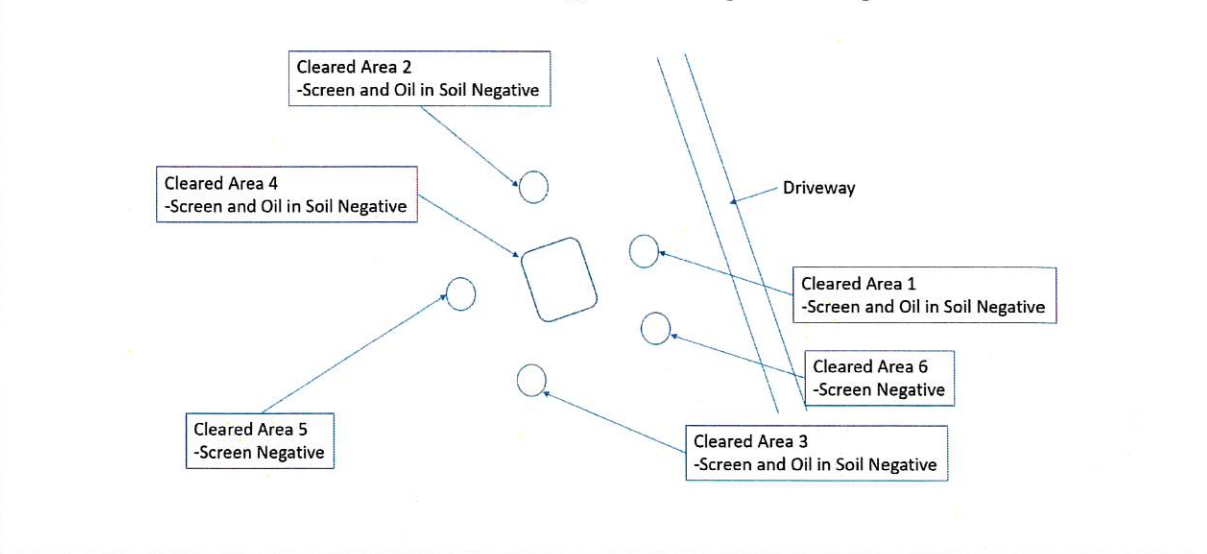 Cleared Area 2
-Screen and Oil in Soil Negative
Cleared Area 4
-Screen and Oil in Soil Negative
Driveway
Cleared Area 1
-Screen and Oil in Soil Negative
Cleared Area 6
-Screen Negative
Cleared Area 5
-Screen Negative
Cleared Area 3
-Screen and Oil in Soil Negative